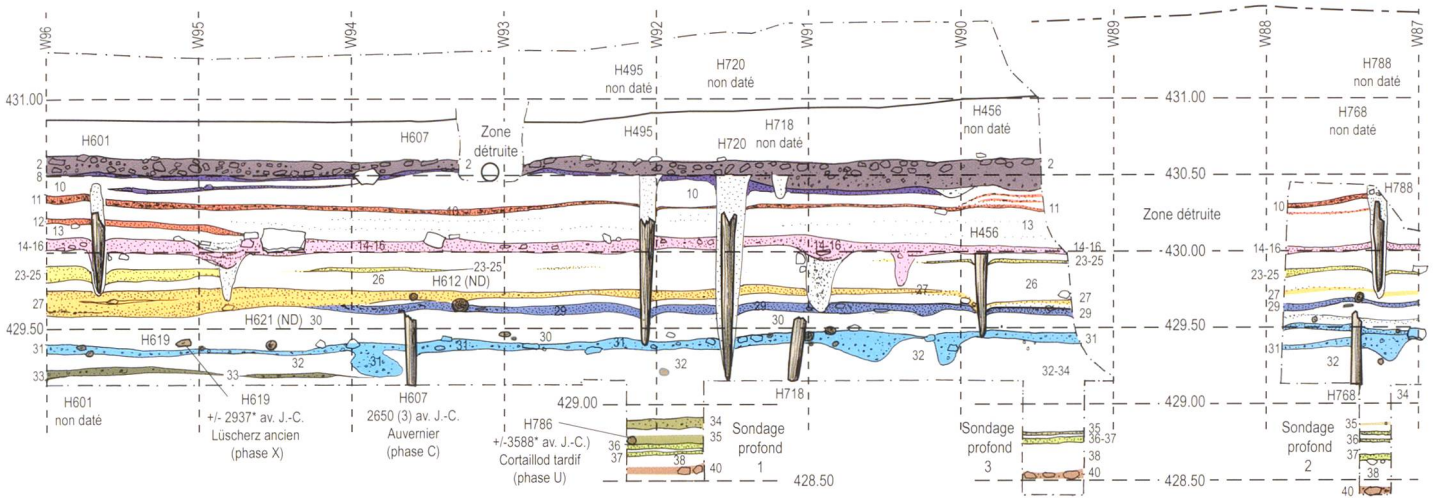 W96
W95
W94
W93
W92
W91
W90
W89
W88
W87
H495
non daté
H720
non daté
H788
non daté
431.00
431.00
H601
H607
Zone
détruite
H495
H720
H718
non daté
H456
non daté
H768
non daté
2
8
2
2
430.50
10
11
12
13
10
10
11
13
10
H788
Zone détruite
14-16
14-16
14-16
H456
430.00
14-16
14-16
23-25
23-25
23-25
23-25
26
H612 (ND)
26
27
27
27
27
29
29
29
429.50
H621 (ND)
30
30
30
429.50
H619
31
31
31
31
31
32
32
32
32
33
33
32-34
34
H601
non daté
H619
+/- 2937* av. J.-C.
Lüscherz ancien
(phase X)
H607
2650 (3) av. J.-C.
Auvernier
(phase C)
H718
H768
429.00
429.00
H786
+/-3588* av. J.-C.)
Cortaillod tardif
(phase U)
34
35
36
37
38
40
Sondage
profond
1
Sondage
profond
3
35
36-37
38
40
Sondage
profond
2
35
36
37
38
40
428.50
428.50